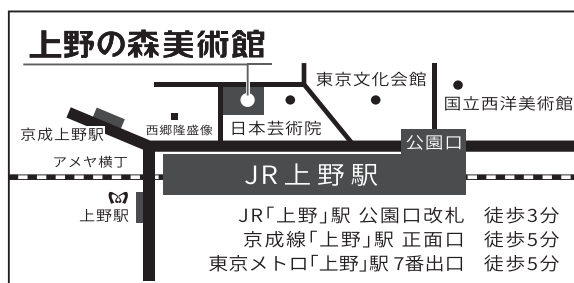 上野の森美術館
東京文化会館
国立西洋美術館
西郷隆盛像
日本芸術院
京成上野駅
公園口
アメヤ横丁
JR上野駅
上野駅
JR「上野」駅 公園口改札 徒歩3分
京成線「上野」駅 正面口 徒歩5分
東京メトロ「上野」駅 7番出口 徒歩5分